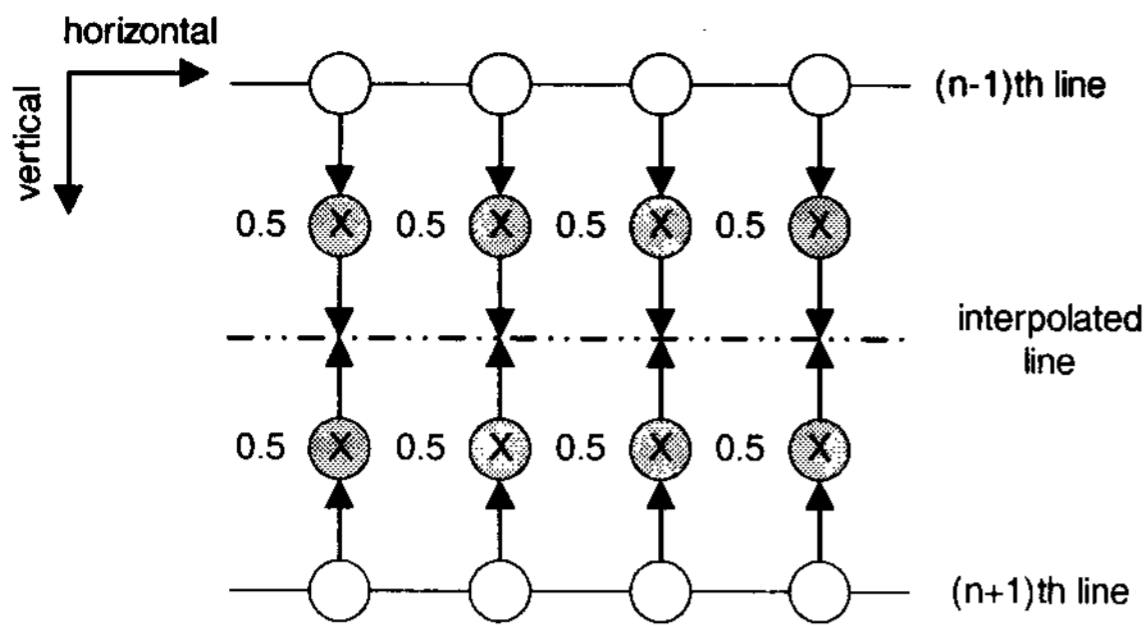 horizontal
vertical
(n-1)th line
0.5 X 0.5 X 0.5 X 0.5 X
interpolated
line
0.5 X 0.5 X 0.5 X 0.5 X
(n+1)th line